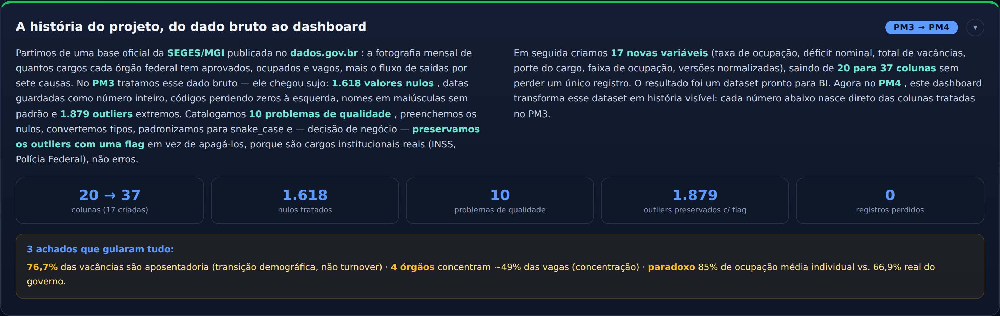 A história do projeto, do dado bruto ao dashboard
PM3 → PM4
▼
Partimos de uma base oficial da SEGES/MGI publicada no dados.gov.br : a fotografia mensal de
quantos cargos cada órgão federal tem aprovados, ocupados e vagos, mais o fluxo de saídas por
sete causas. No PM3 tratamos esse dado bruto — ele chegou sujo: 1.618 valores nulos , datas
guardadas como número inteiro, códigos perdendo zeros à esquerda, nomes em maiúsculas sem
padrão e 1.879 outliers extremos. Catalogamos 10 problemas de qualidade , preenchemos os
nulos, convertemos tipos, padronizamos para snake_case e — decisão de negócio — preservamos
os outliers com uma flag em vez de apagá-los, porque são cargos institucionais reais (INSS,
Polícia Federal), não erros.
Em seguida criamos 17 novas variáveis (taxa de ocupação, déficit nominal, total de vacâncias,
porte do cargo, faixa de ocupação, versões normalizadas), saindo de 20 para 37 colunas sem
perder um único registro. O resultado foi um dataset pronto para BI. Agora no PM4 , este dashboard
transforma esse dataset em história visível: cada número abaixo nasce direto das colunas tratadas
no PM3.
20 → 37
colunas (17 criadas)
1.618
nulos tratados
10
problemas de qualidade
1.879
outliers preservados c/ flag
0
registros perdidos
3 achados que guiaram tudo:
76,7% das vacâncias são aposentadoria (transição demográfica, não turnover) · 4 órgãos concentram ~49% das vagas (concentração) · paradoxo 85% de ocupação média individual vs. 66,9% real do
governo.